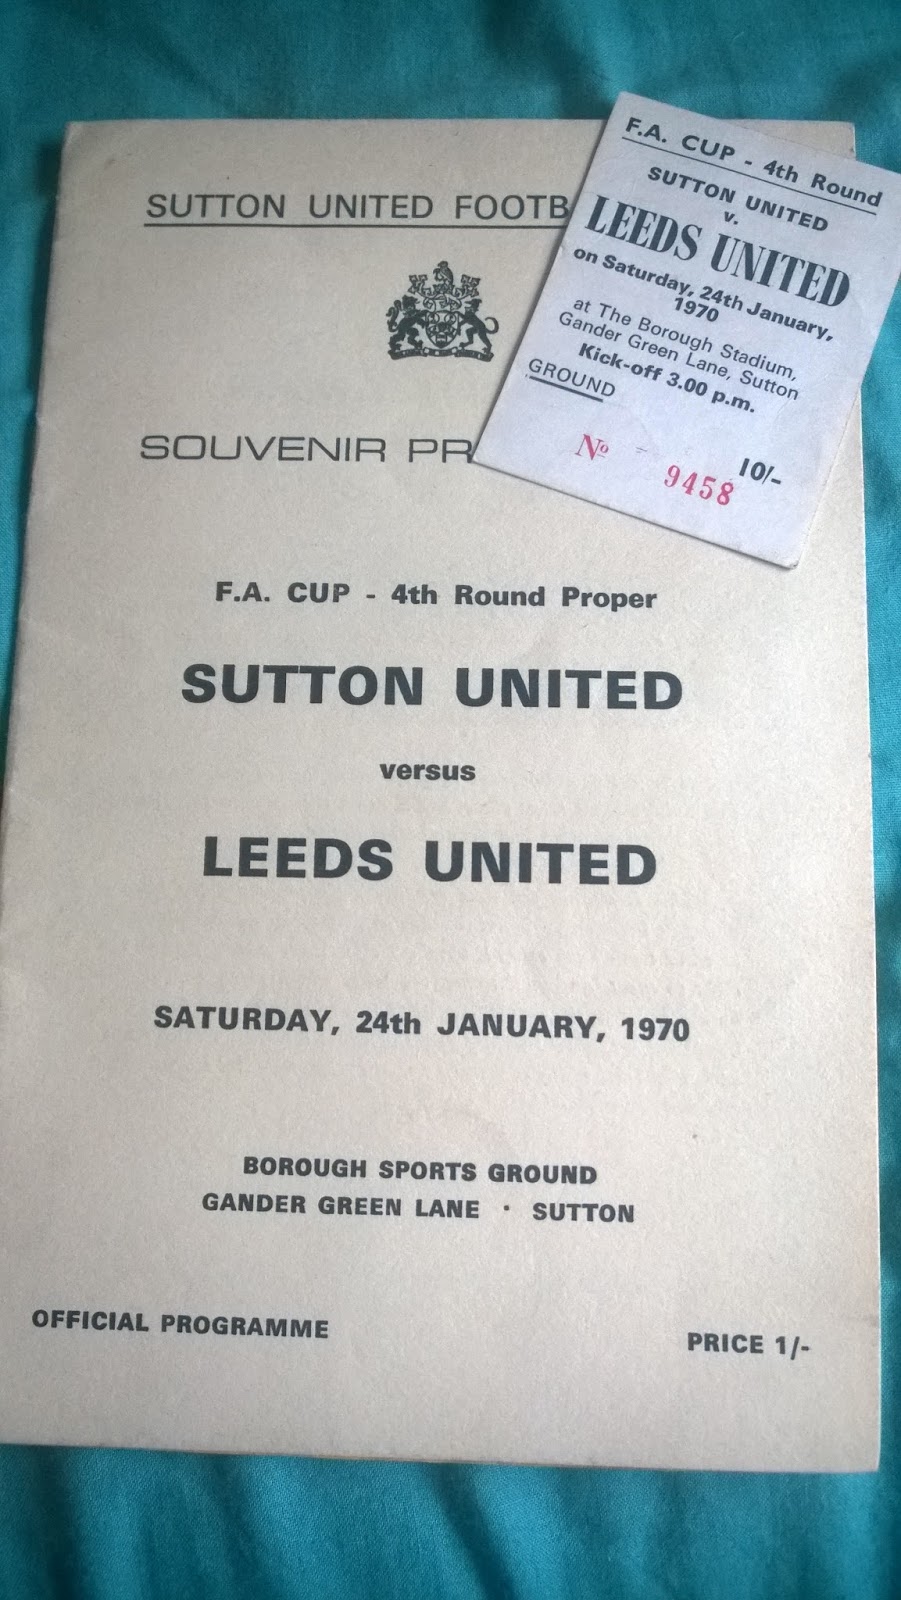 SUTTON UNITED FOOTB
SOUVENIR PR
F.A. CUP - 4th Round Proper
SUTTON UNITED
versus
LEEDS UNITED
SATURDAY, 24th JANUARY, 1970
BOROUGH SPORTS GROUND
GANDER GREEN LANE · SUTTON
OFFICIAL PROGRAMME
PRICE 1/-
F.A. CUP - 4th Round
SUTTON UNITED
v.
LEEDS UNITED
on Saturday, 24th January,
1970
at The Borough Stadium,
Gander Green Lane, Sutton
Kick-off 3.00 p.m.
GROUND
10/-
Nº 9458